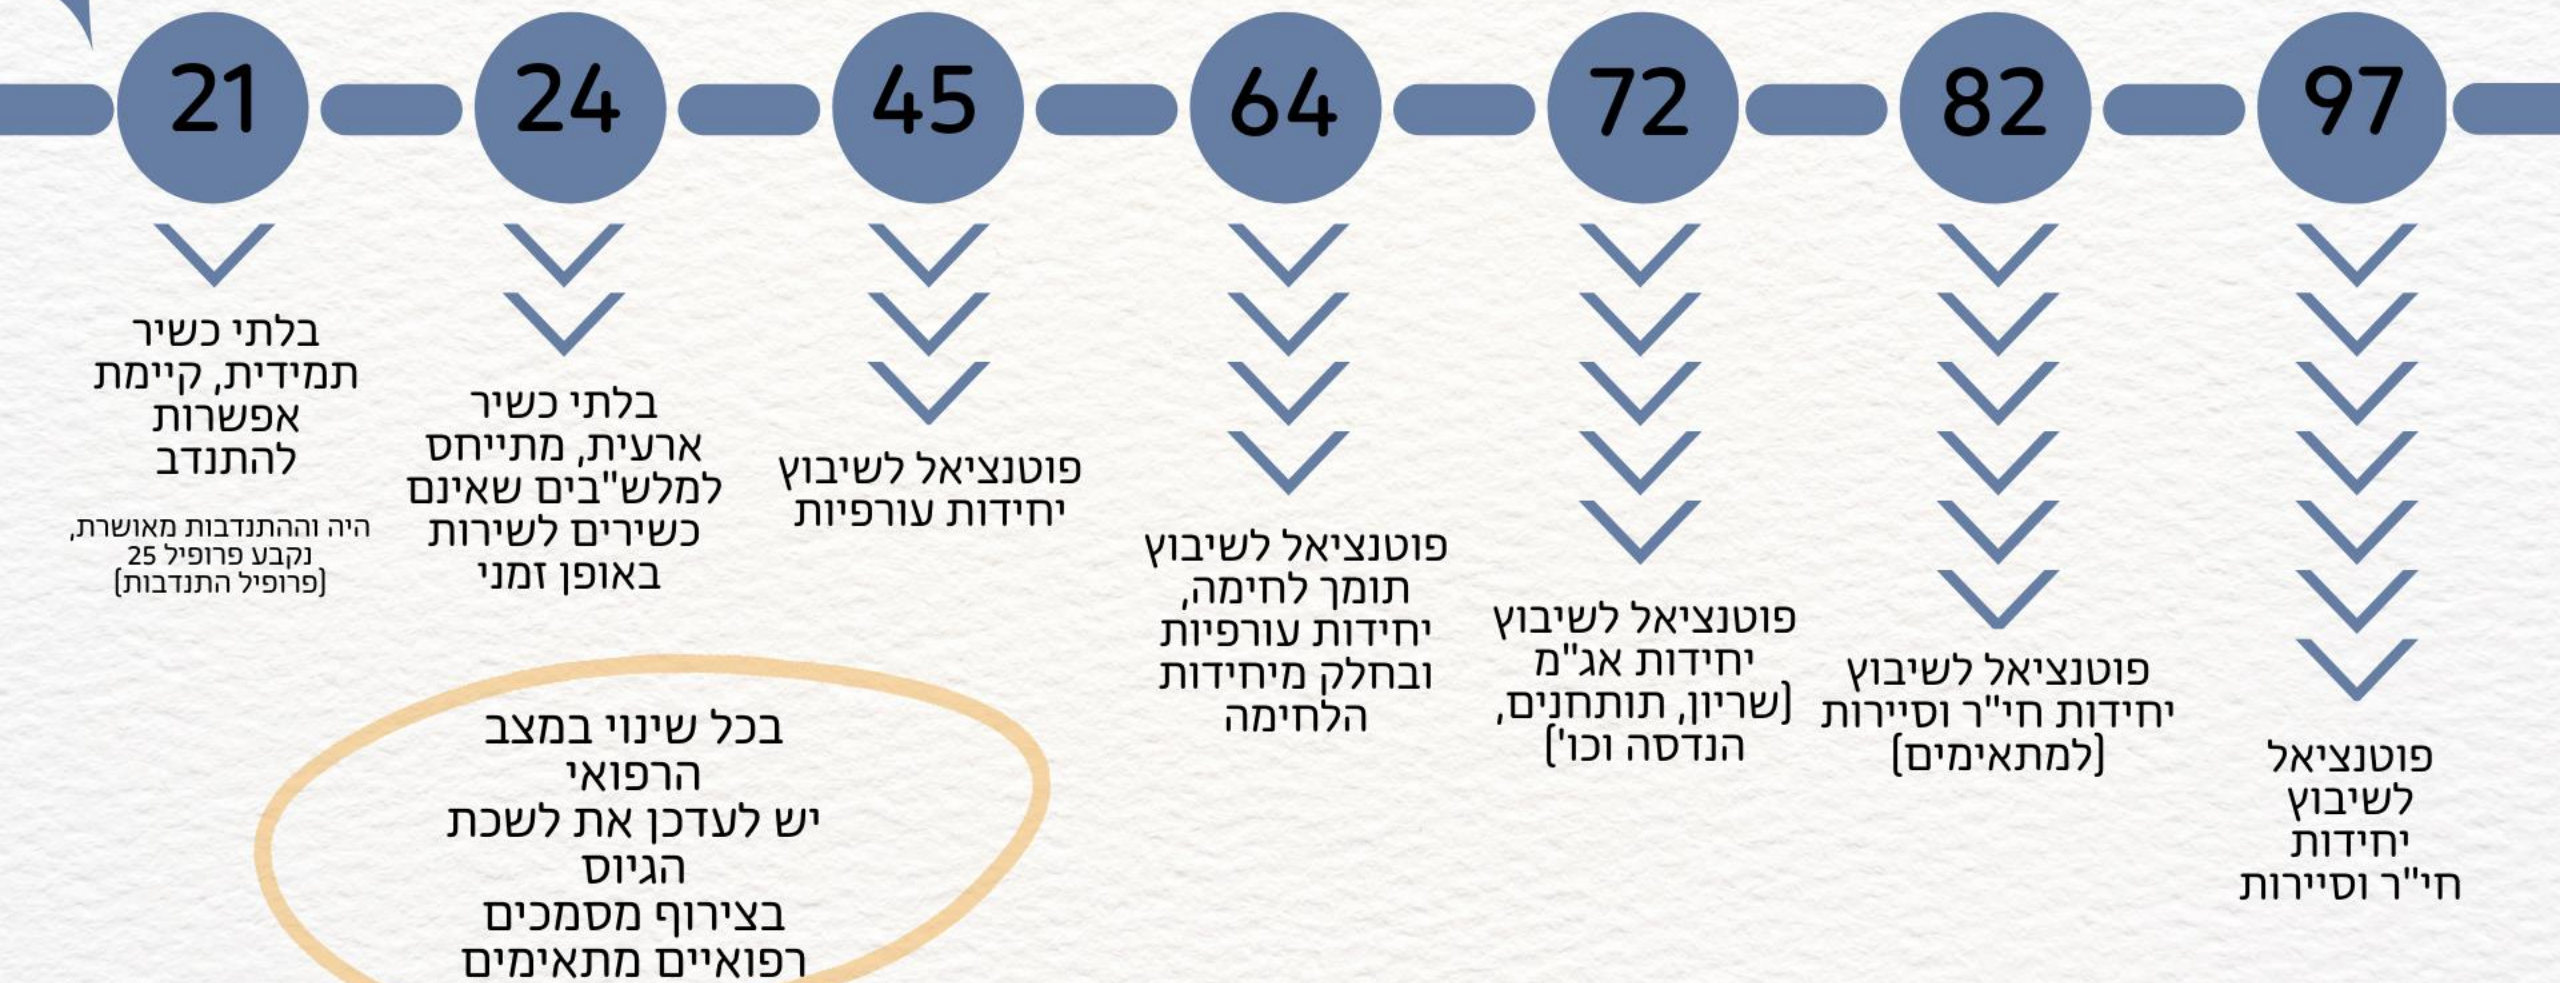 21
24
45
64
72
82
97
בלתי כשיר
תמידית, קיימת
אפשרות
להתנדב
היה וההתנדבות מאושרת,
נקבע פרופיל 25
(פרופיל התנדבות)
בלתי כשיר
ארעית, מתייחס
למלש"בים שאינם
כשירים לשירות
באופן זמני
פוטנציאל לשיבוץ
יחידות עורפיות
פוטנציאל לשיבוץ
תומך לחימה,
יחידות עורפיות
ובחלק מיחידות
הלחימה
פוטנציאל לשיבוץ
יחידות אג"מ
(שריון, תותחנים,
הנדסה וכו')
פוטנציאל לשיבוץ
יחידות חי"ר וסיירות
(למתאימים)
פוטנציאל
לשיבוץ
יחידות
חי"ר וסיירות
בכל שינוי במצב
הרפואי
יש לעדכן את לשכת
הגיוס
בצירוף מסמכים
רפואיים מתאימים